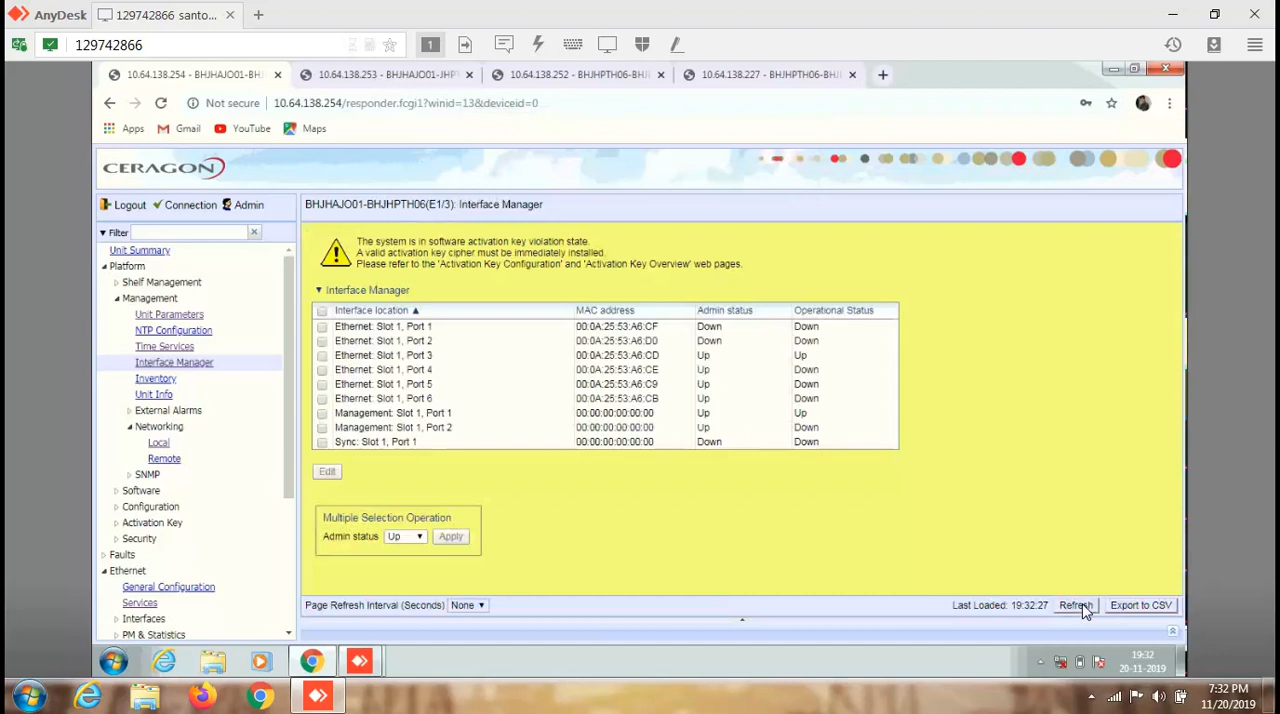 AnyDesk 129742866 santo...
129742866 1
10.64.138.254 - BHJHAJO01-BHJ 10.64.138.253 - BHJHAJO01-JHP 10.64.138.252 - BHJHPTH06-BHJ 10.64.138.227 - BHJHPTH06-BHJ
Not secure 10.64.138.254/responder.fcgi1?winid=13&deviceid=0...
Apps Gmail YouTube Maps
CERAGON
Logout Connection Admin
Filter
Unit Summary
Platform
Shelf Management
Management
Unit Parameters
NTP Configuration
Time Services
Interface Manager
Inventory
Unit Info
External Alarms
Networking
Local
Remote
SNMP
Software
Configuration
Activation Key
Security
Faults
Ethernet
General Configuration
Services
Interfaces
PM & Statistics
BHJHAJO01-BHJHPTH06(E1/3): Interface Manager
The system is in software activation key violation state.
A valid activation key cipher must be immediately installed.
Please refer to the 'Activation Key Configuration' and 'Activation Key Overview' web pages.
Interface Manager
Interface location MAC address Admin status Operational Status
Ethernet: Slot 1, Port 1 00:0A:25:53:A6:CF Down Down
Ethernet: Slot 1, Port 2 00:0A:25:53:A6:D0 Down Down
Ethernet: Slot 1, Port 3 00:0A:25:53:A6:CD Up Up
Ethernet: Slot 1, Port 4 00:0A:25:53:A6:CE Up Down
Ethernet: Slot 1, Port 5 00:0A:25:53:A6:C9 Up Down
Ethernet: Slot 1, Port 6 00:0A:25:53:A6:CB Up Down
Management: Slot 1, Port 1 00:00:00:00:00:00 Up Up
Management: Slot 1, Port 2 00:00:00:00:00:00 Up Down
Sync: Slot 1, Port 1 00:00:00:00:00:00 Down Down
Edit
Multiple Selection Operation
Admin status Up Apply
Page Refresh Interval (Seconds) None Last Loaded: 19:32:27 Refresh Export to CSV
19:32
20-11-2019
7:32 PM
11/20/2019